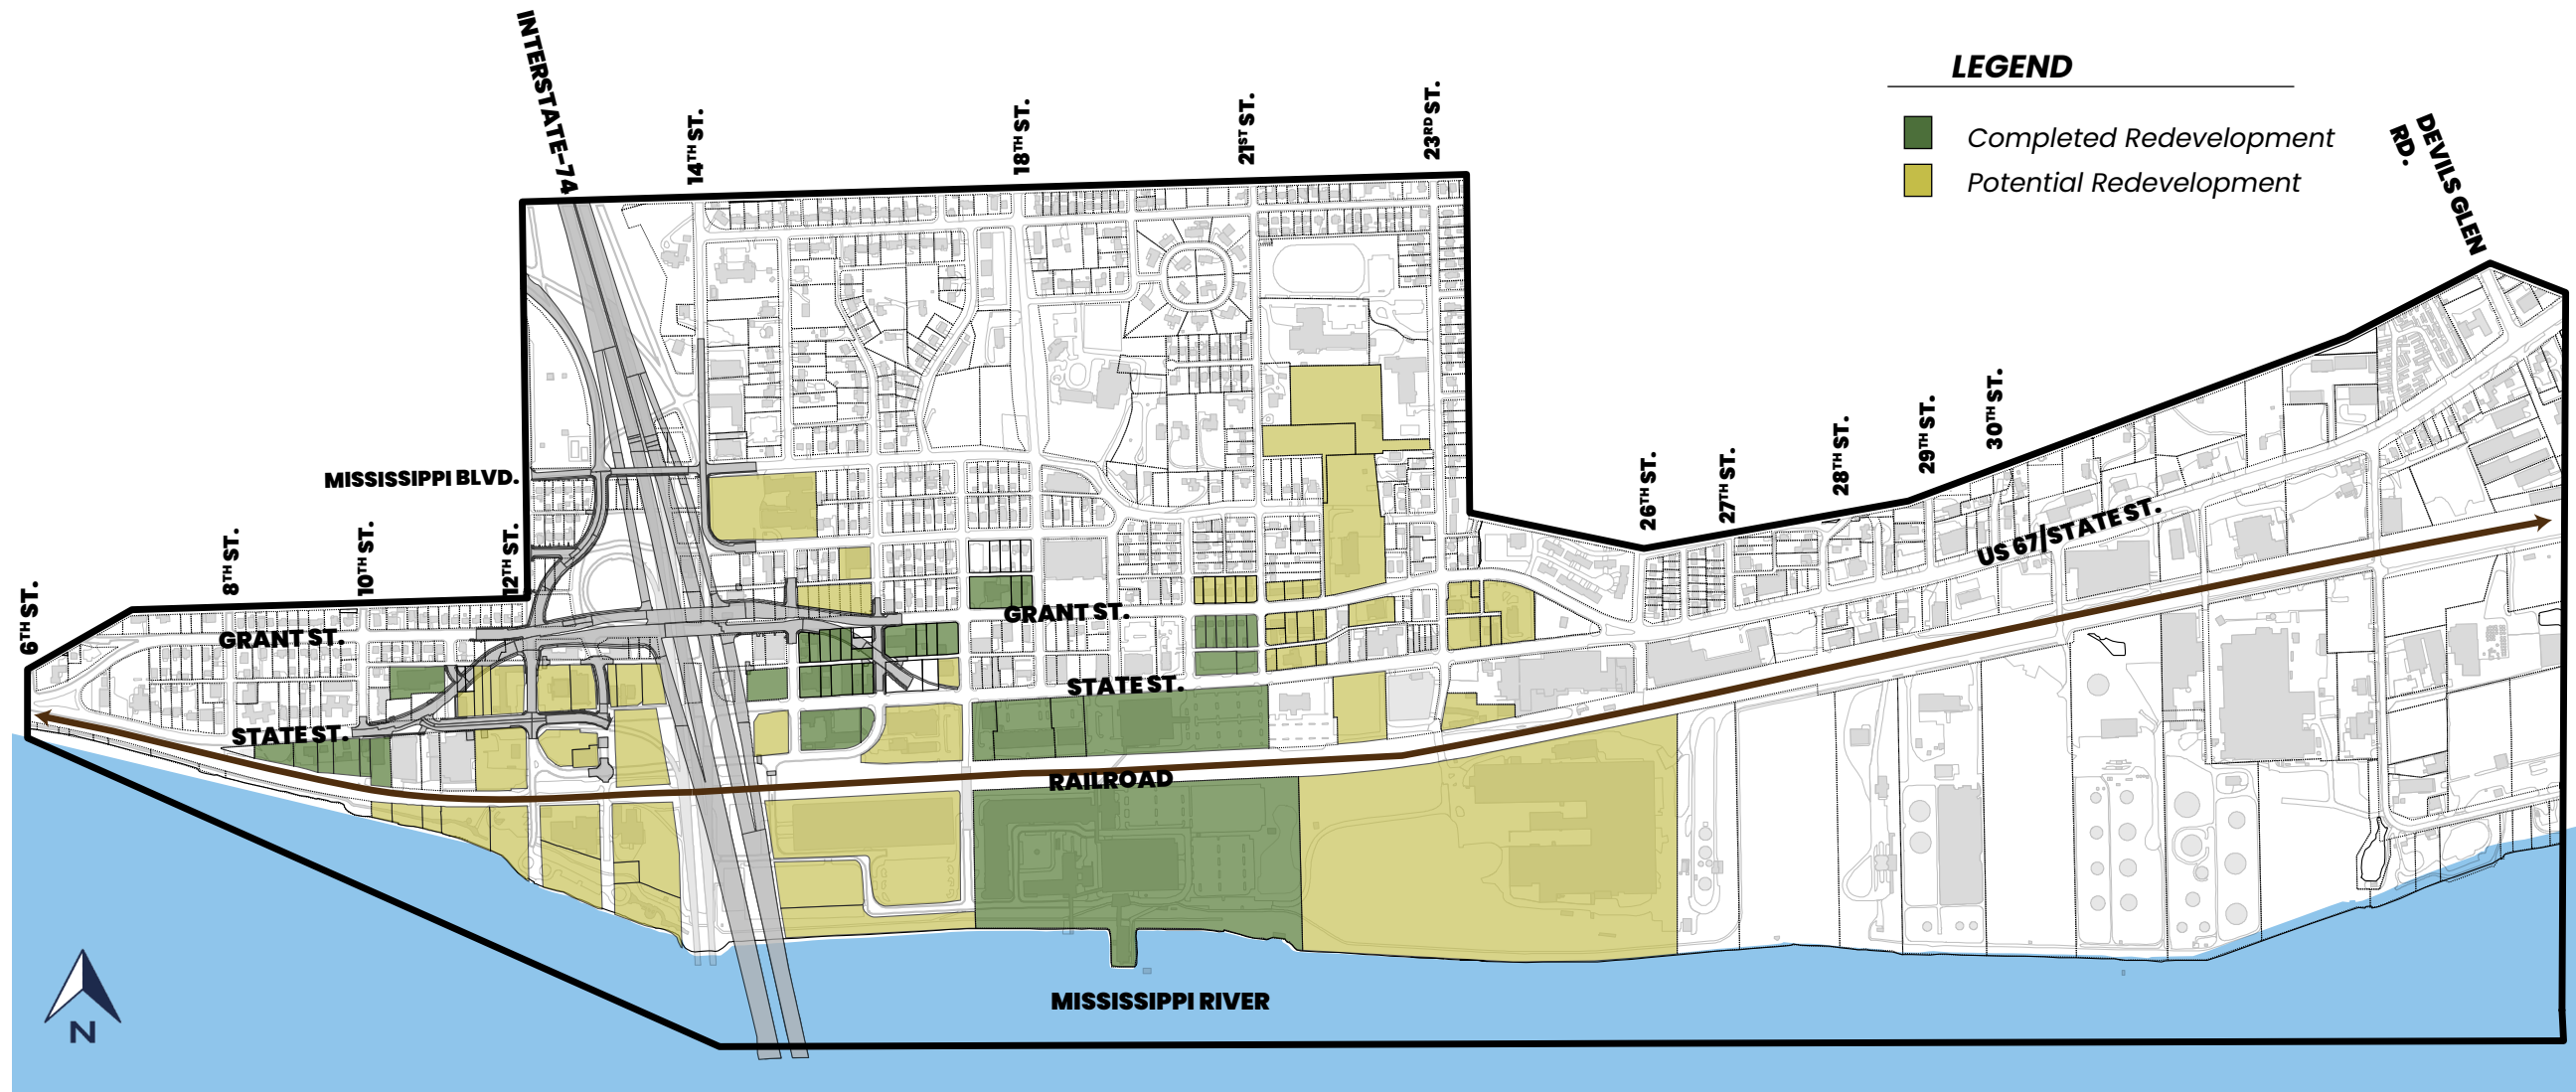 LEGEND
Completed Redevelopment
Potential Redevelopment
INTERSTATE-74
14TH ST.
18TH ST.
21ST ST.
23RD ST.
DEVILS GLEN
RD.
MISSISSIPPI BLVD.
6TH ST.
8TH ST.
10TH ST.
12TH ST.
26TH ST.
27TH ST.
28TH ST.
29TH ST.
30TH ST.
US 67/STATE ST.
GRANT ST.
GRANT ST.
STATE ST.
STATE ST.
RAILROAD
MISSISSIPPI RIVER
N